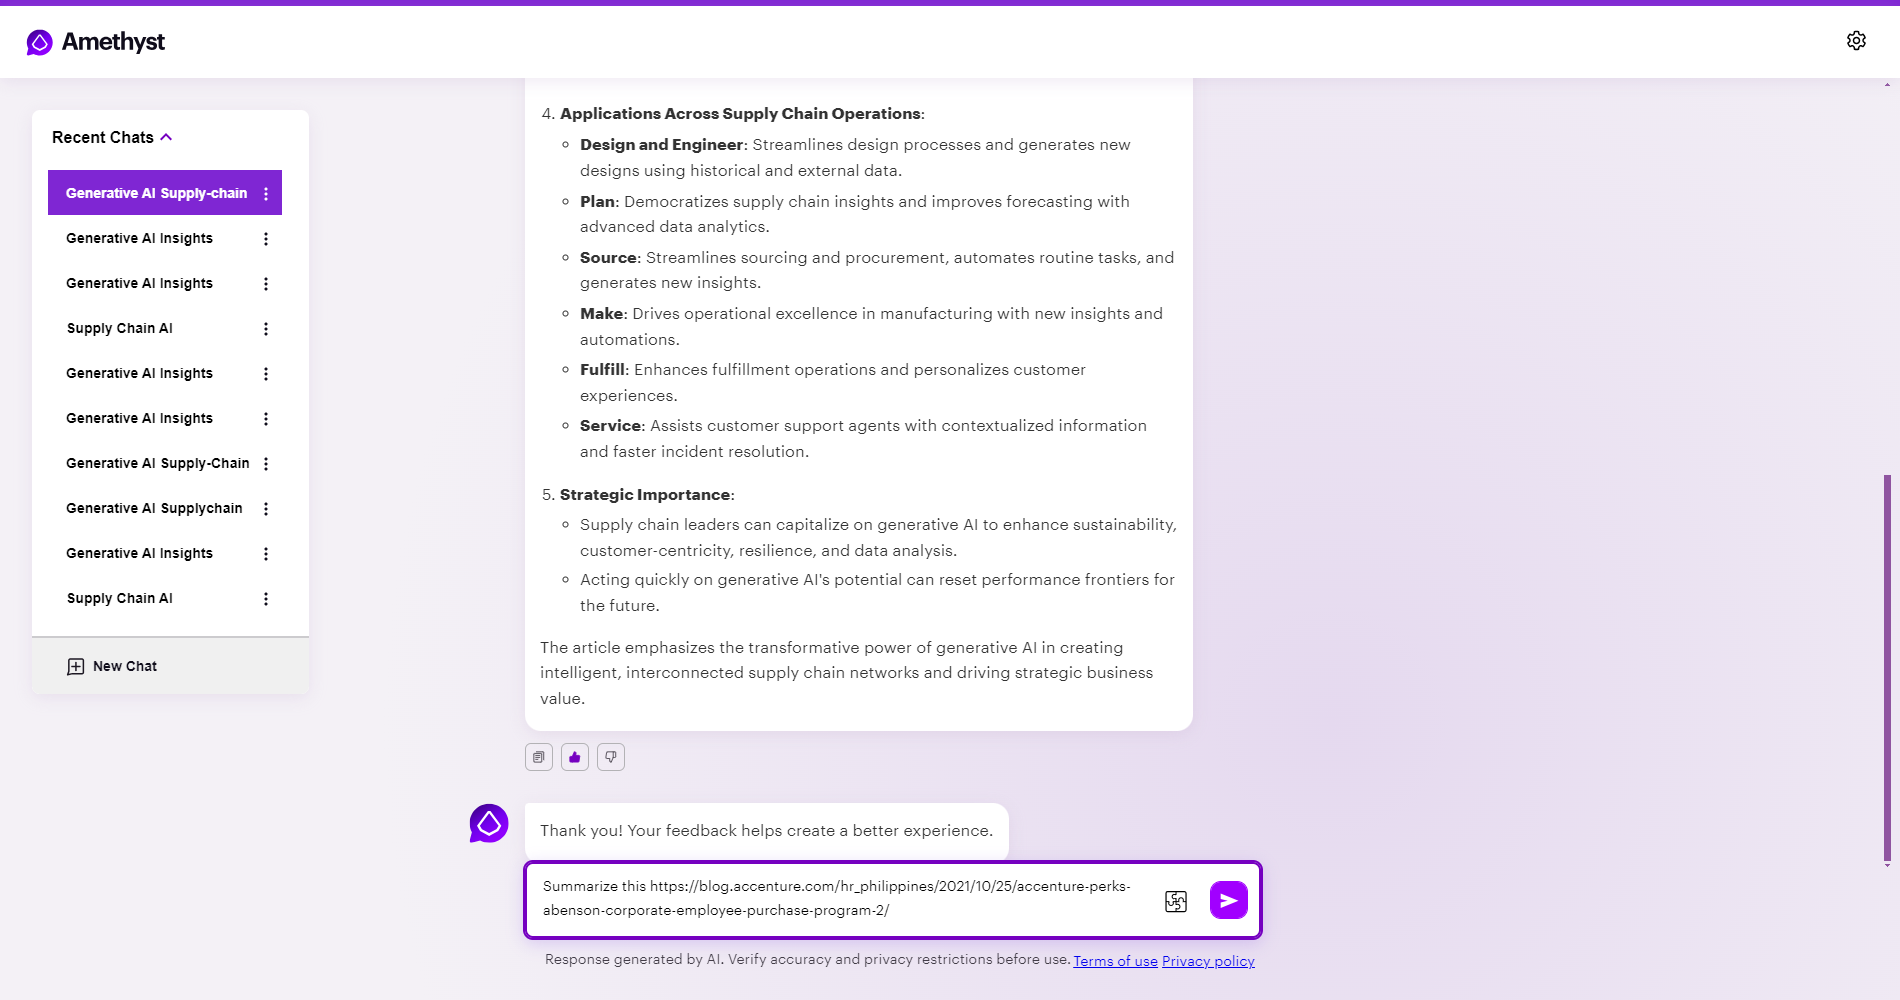 Amethyst
Recent Chats
Generative AI Supply-chain
Generative AI Insights
Generative AI Insights
Supply Chain AI
Generative AI Insights
Generative AI Insights
Generative AI Supply-Chain
Generative AI Supplychain
Generative AI Insights
Supply Chain AI
New Chat
4. Applications Across Supply Chain Operations:
Design and Engineer: Streamlines design processes and generates new
designs using historical and external data.
Plan: Democratizes supply chain insights and improves forecasting with
advanced data analytics.
Source: Streamlines sourcing and procurement, automates routine tasks, and
generates new insights.
Make: Drives operational excellence in manufacturing with new insights and
automations.
Fulfill: Enhances fulfillment operations and personalizes customer
experiences.
Service: Assists customer support agents with contextualized information
and faster incident resolution.
5. Strategic Importance:
Supply chain leaders can capitalize on generative AI to enhance sustainability,
customer-centricity, resilience, and data analysis.
Acting quickly on generative AI's potential can reset performance frontiers for
the future.
The article emphasizes the transformative power of generative AI in creating
intelligent, interconnected supply chain networks and driving strategic business
value.
Thank you! Your feedback helps create a better experience.
Summarize this https://blog.accenture.com/hr_philippines/2021/10/25/accenture-perks-
abenson-corporate-employee-purchase-program-2/
Response generated by AI. Verify accuracy and privacy restrictions before use. Terms of use Privacy policy